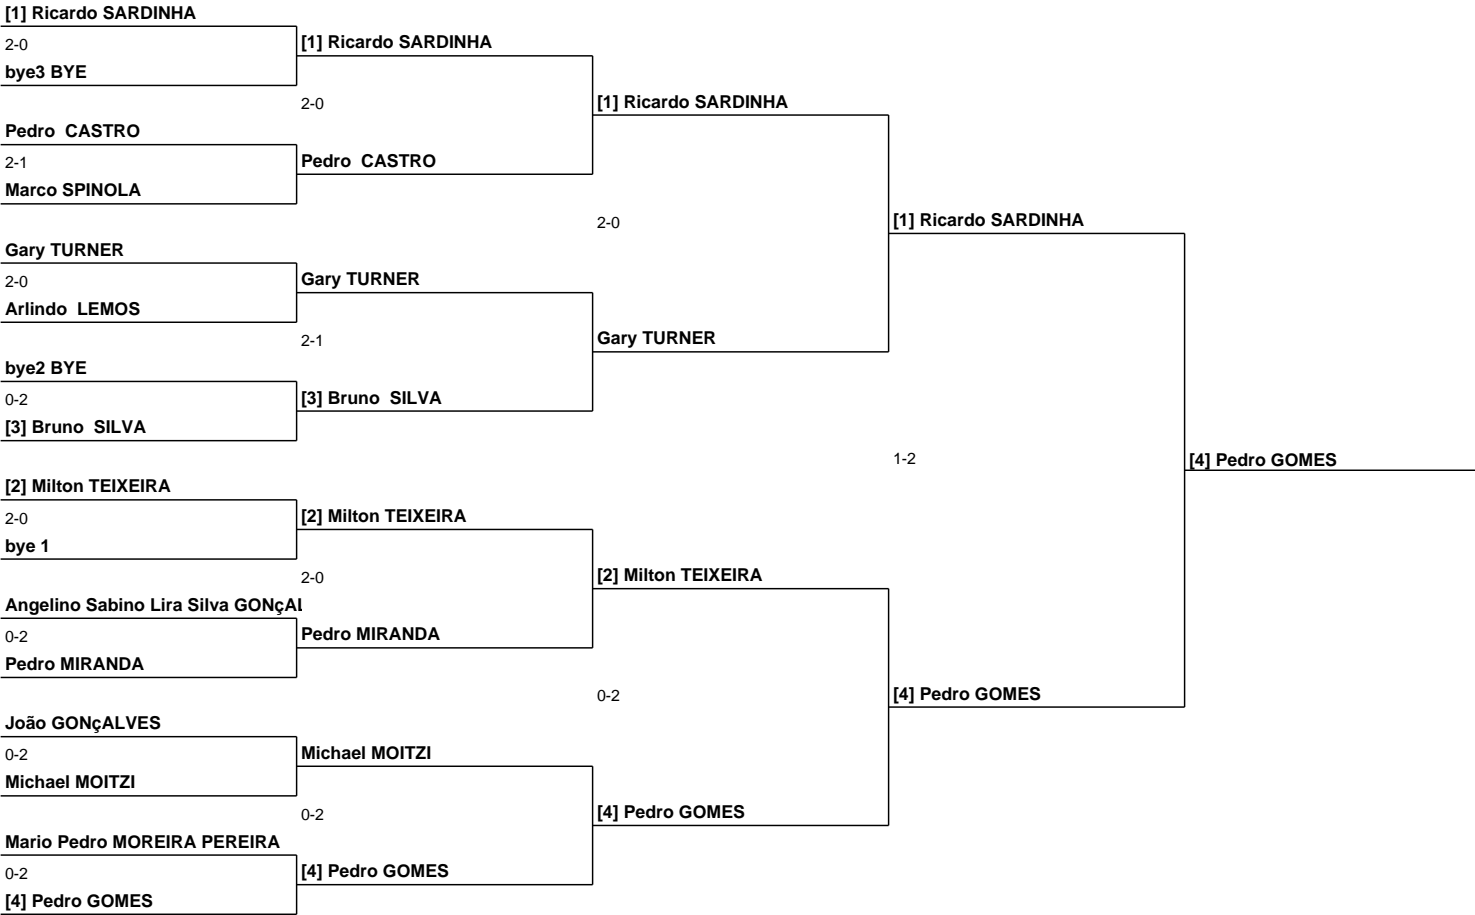 [1] Ricardo SARDINHA
2-0
bye3 BYE
Pedro  CASTRO
2-1
Marco SPINOLA
Gary TURNER
2-0
Arlindo  LEMOS
bye2 BYE
0-2
[3] Bruno  SILVA
[2] Milton TEIXEIRA
2-0
bye 1
Angelino Sabino Lira Silva GONçAL
0-2
Pedro MIRANDA
João GONçALVES
0-2
Michael MOITZI
Mario Pedro MOREIRA PEREIRA
0-2
[4] Pedro GOMES
[1] Ricardo SARDINHA
2-0
Pedro  CASTRO
Gary TURNER
2-1
[3] Bruno  SILVA
[2] Milton TEIXEIRA
2-0
Pedro MIRANDA
Michael MOITZI
0-2
[4] Pedro GOMES
[1] Ricardo SARDINHA
2-0
Gary TURNER
[2] Milton TEIXEIRA
0-2
[4] Pedro GOMES
[1] Ricardo SARDINHA
1-2
[4] Pedro GOMES
[4] Pedro GOMES